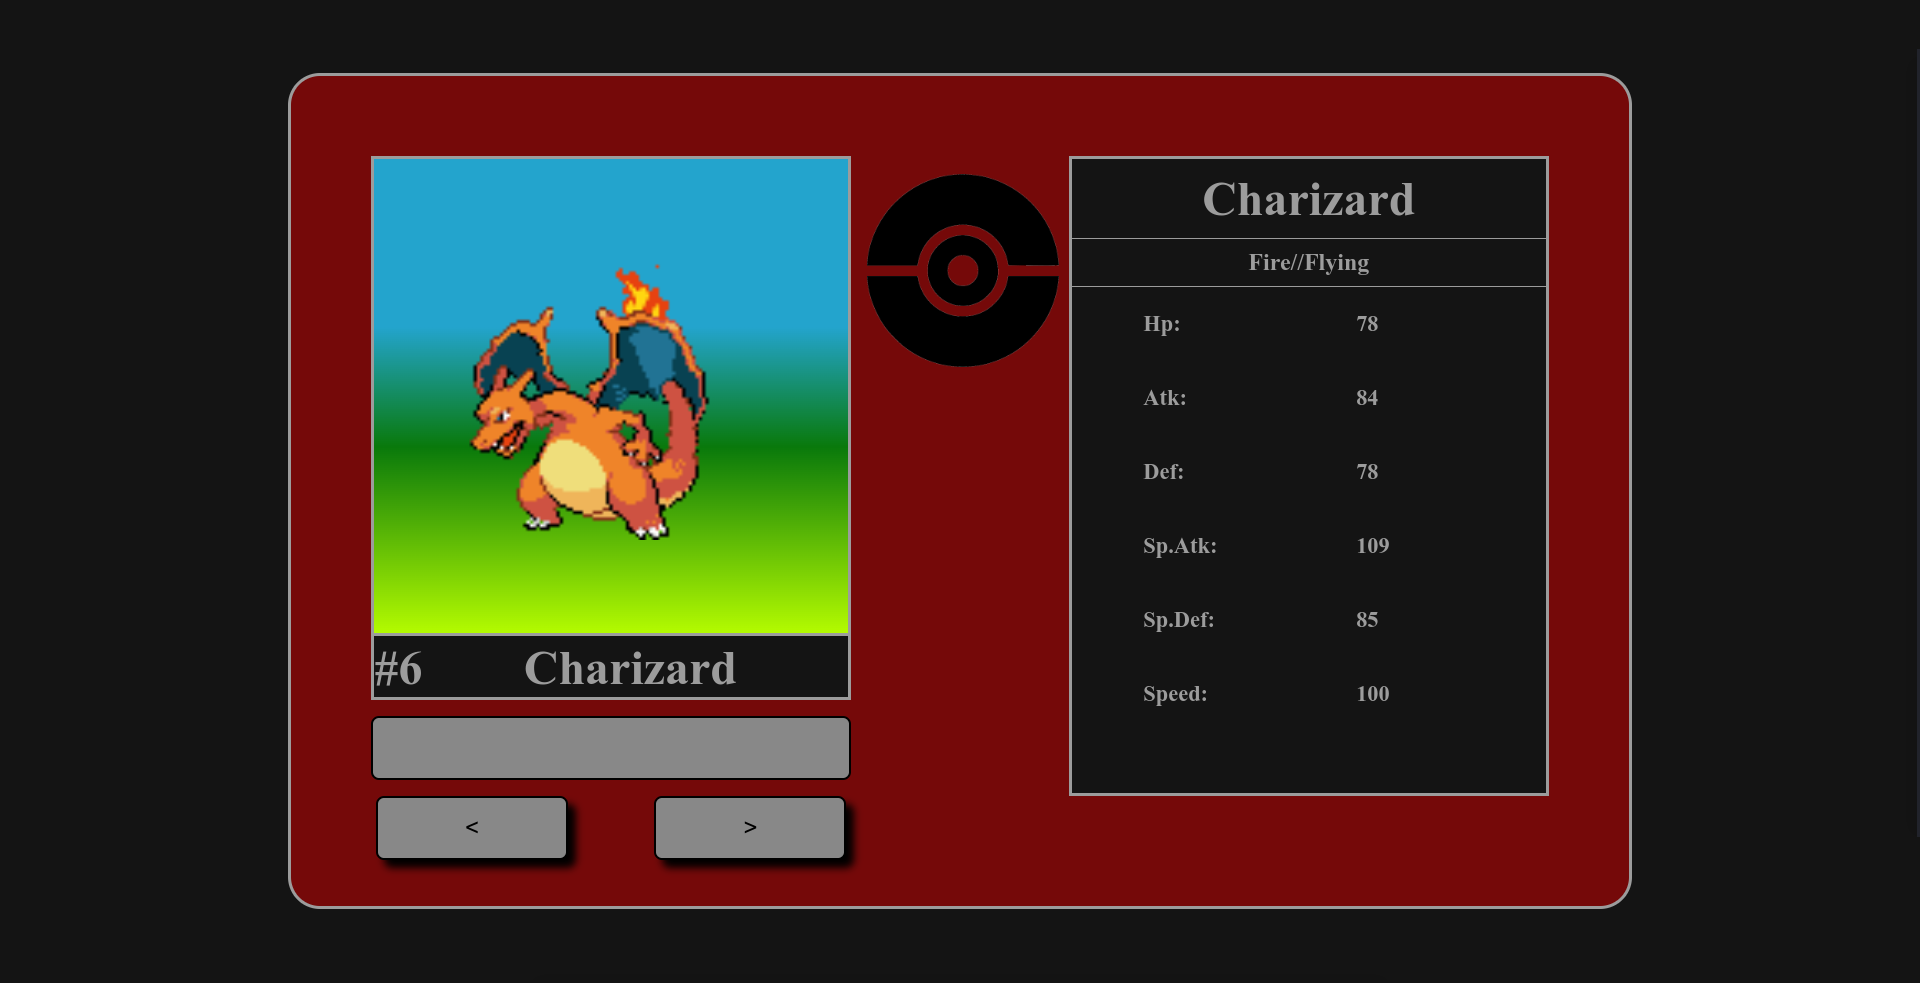 #6 Charizard
< >
Charizard
Fire//Flying
Hp: 78
Atk: 84
Def: 78
Sp.Atk: 109
Sp.Def: 85
Speed: 100